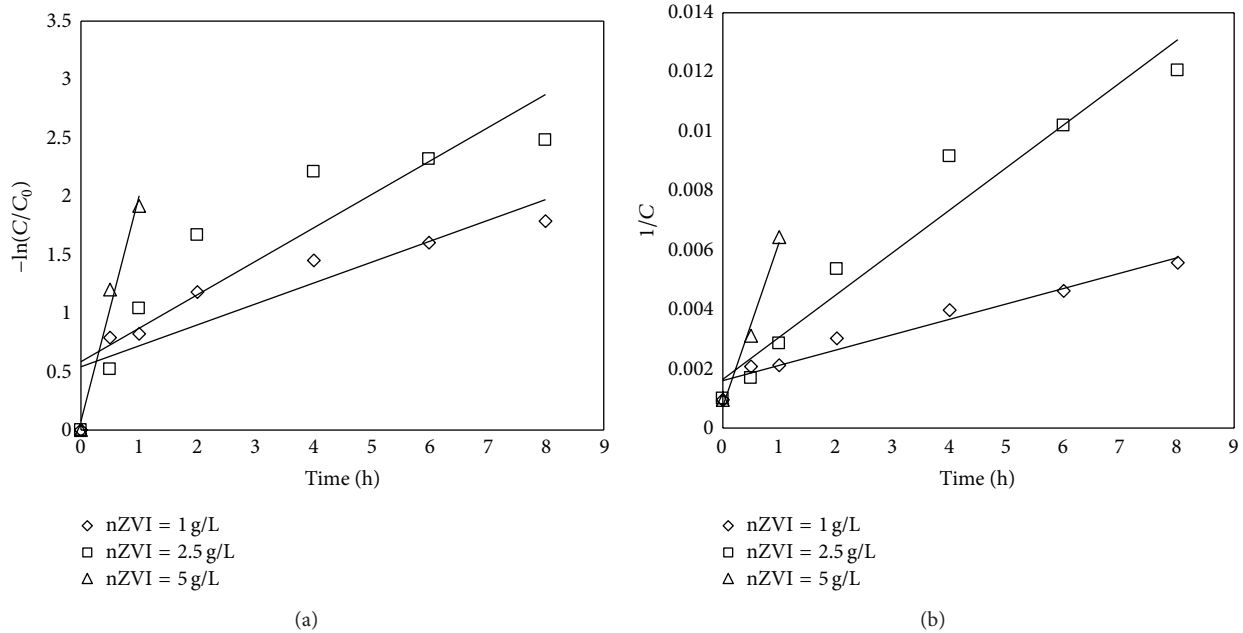 3.5
3
2.5
2
1.5
1
0.5
0
−ln(C/C0)
0 1 2 3 4 5 6 7 8 9
Time (h)
nZVI = 1 g/L
nZVI = 2.5 g/L
nZVI = 5 g/L
(a)
0.014
0.012
0.01
0.008
0.006
0.004
0.002
0
1/C
0 1 2 3 4 5 6 7 8 9
Time (h)
nZVI = 1 g/L
nZVI = 2.5 g/L
nZVI = 5 g/L
(b)